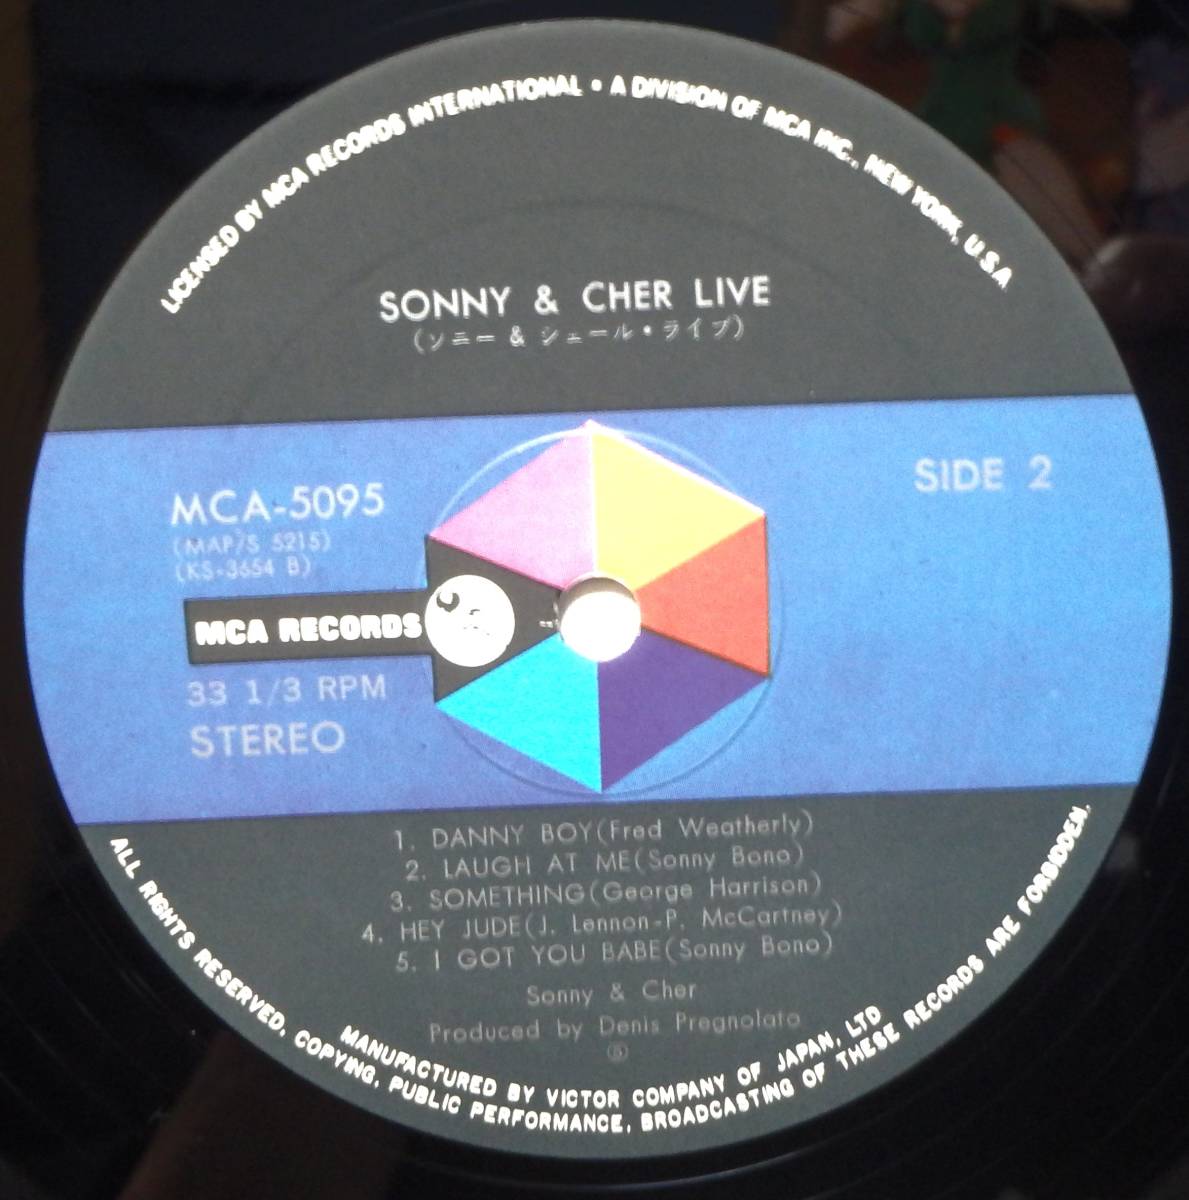 LICENSED BY MCA RECORDS INTERNATIONAL • A DIVISION OF MCA INC., NEW YORK, U.S.A
SONNY & CHER LIVE
(ソニー & シェール・ライブ)
MCA-5095
(MAP/S 5215)
(KS-3654 B)
SIDE 2
MCA RECORDS
33 1/3 RPM
STEREO
1. DANNY BOY(Fred Weatherly)
2. LAUGH AT ME(Sonny Bono)
3. SOMETHING(George Harrison)
4. HEY JUDE(J. Lennon-P. McCartney)
5. I GOT YOU BABE(Sonny Bono)
Sonny & Cher
Produced by Denis Pregnolato
MANUFACTURED BY VICTOR COMPANY OF JAPAN, LTD
ALL RIGHTS RESERVED. COPYING, PUBLIC PERFORMANCE, BROADCASTING OF THESE RECORDS ARE FORBIDDEN.